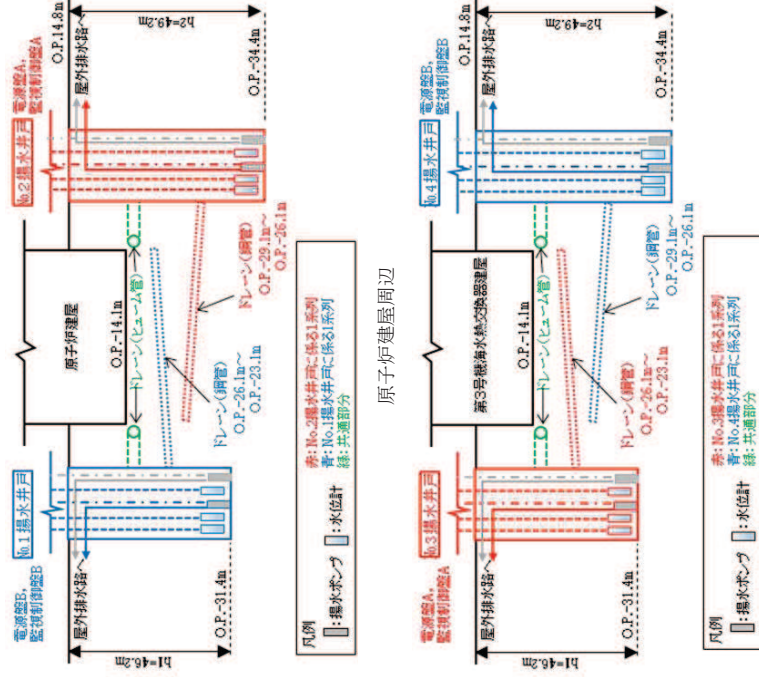 電源盤B,
監視制御盤B
No.1揚水井戸
屋外排水路へ
h1=46.2m
O.P.-31.4m
原子炉建屋
O.P.-14.1m
ドレーン(ヒューム管)
ドレーン(鋼管)
O.P.-26.1m~
O.P.-23.1m
ドレーン(鋼管)
O.P.-29.1m~
O.P.-26.1m
No.2揚水井戸
電源盤A,
監視制御盤A
O.P.14.8m
屋外排水路へ
h2=49.2m
O.P.-34.4m
凡例
:揚水ポンプ
:水位計
赤:No.2揚水井戸に係る1系列
青:No.1揚水井戸に係る1系列
緑:共通部分
原子炉建屋周辺
電源盤A,
監視制御盤A
No.3揚水井戸
屋外排水路へ
h1=46.2m
O.P.-31.4m
第3号機海水熱交換器建屋
O.P.-14.1m
ドレーン(ヒューム管)
ドレーン(鋼管)
O.P.-26.1m~
O.P.-23.1m
ドレーン(鋼管)
O.P.-29.1m~
O.P.-26.1m
No.4揚水井戸
電源盤B,
監視制御盤B
O.P.14.8m
屋外排水路へ
h2=49.2m
O.P.-34.4m
凡例
:揚水ポンプ
:水位計
赤:No.3揚水井戸に係る1系列
青:No.4揚水井戸に係る1系列
緑:共通部分